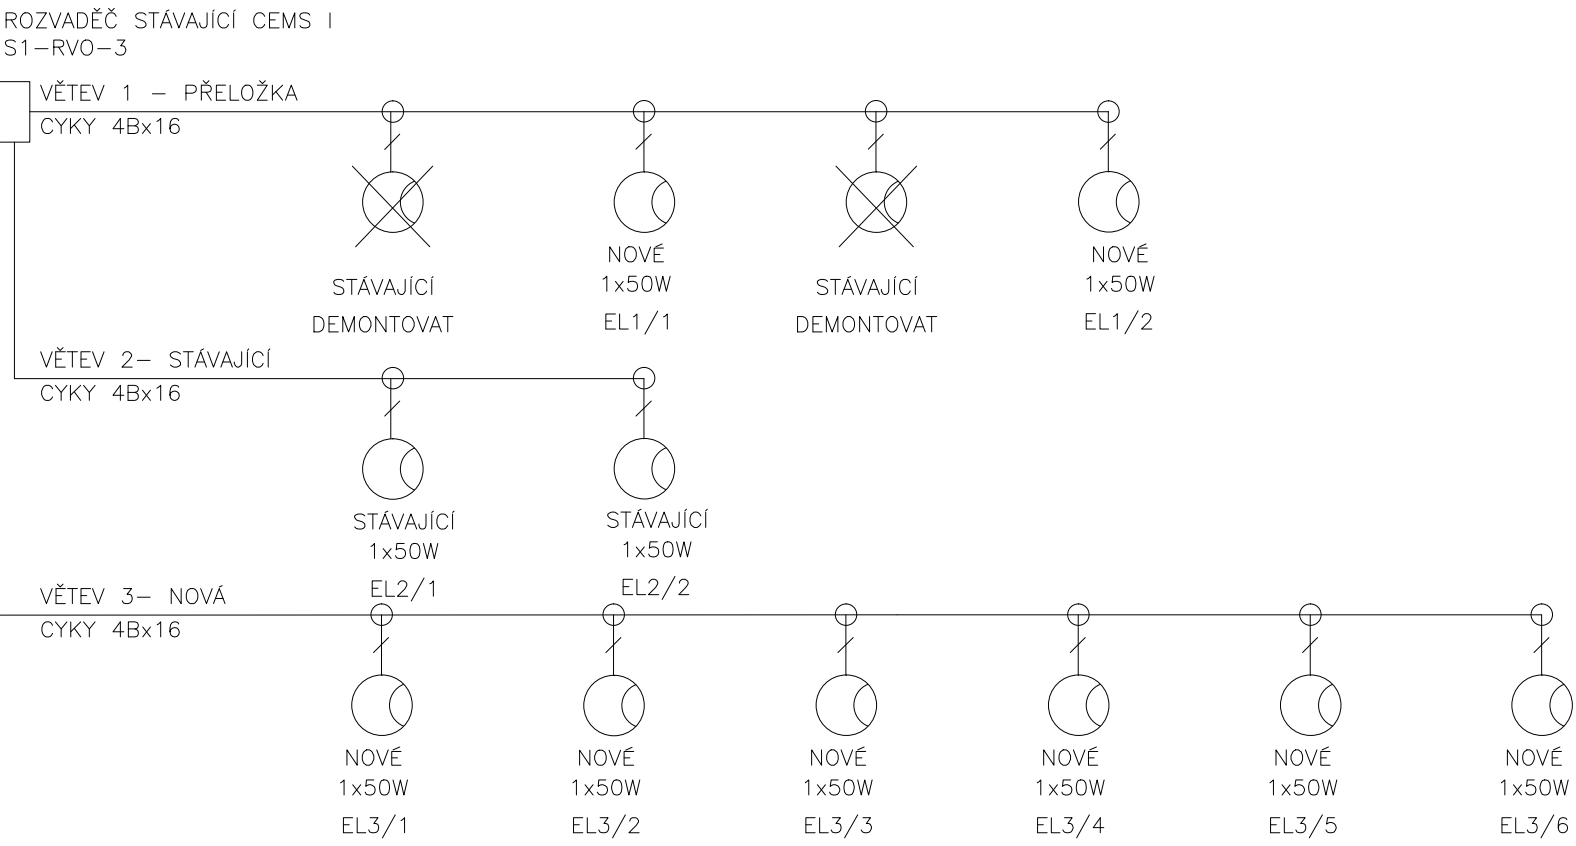 ROZVADĚČ STÁVAJÍCÍ CEMS I
S1-RVO-3
VĚTEV 1 - PŘELOŽKA
CYKY 4Bx16
STÁVAJÍCÍ
DEMONTOVAT
NOVÉ
1x50W
EL1/1
STÁVAJÍCÍ
DEMONTOVAT
NOVÉ
1x50W
EL1/2
VĚTEV 2- STÁVAJÍCÍ
CYKY 4Bx16
STÁVAJÍCÍ
1x50W
EL2/1
STÁVAJÍCÍ
1x50W
EL2/2
VĚTEV 3- NOVÁ
CYKY 4Bx16
NOVÉ
1x50W
EL3/1
NOVÉ
1x50W
EL3/2
NOVÉ
1x50W
EL3/3
NOVÉ
1x50W
EL3/4
NOVÉ
1x50W
EL3/5
NOVÉ
1x50W
EL3/6